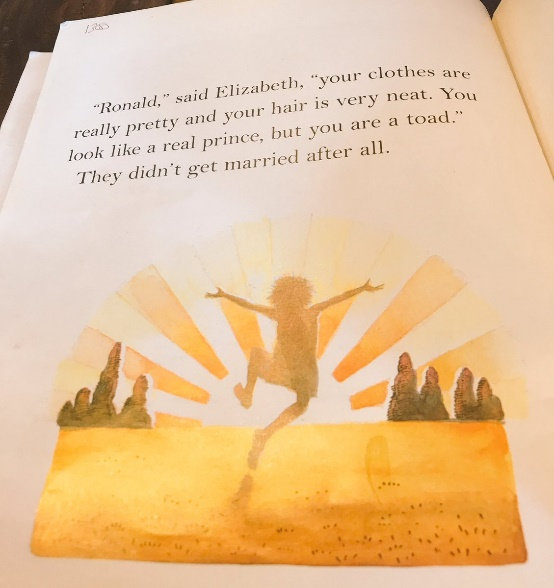 “Ronald,” said Elizabeth, “your clothes are
really pretty and your hair is very neat. You
look like a real prince, but you are a toad.”
They didn’t get married after all.